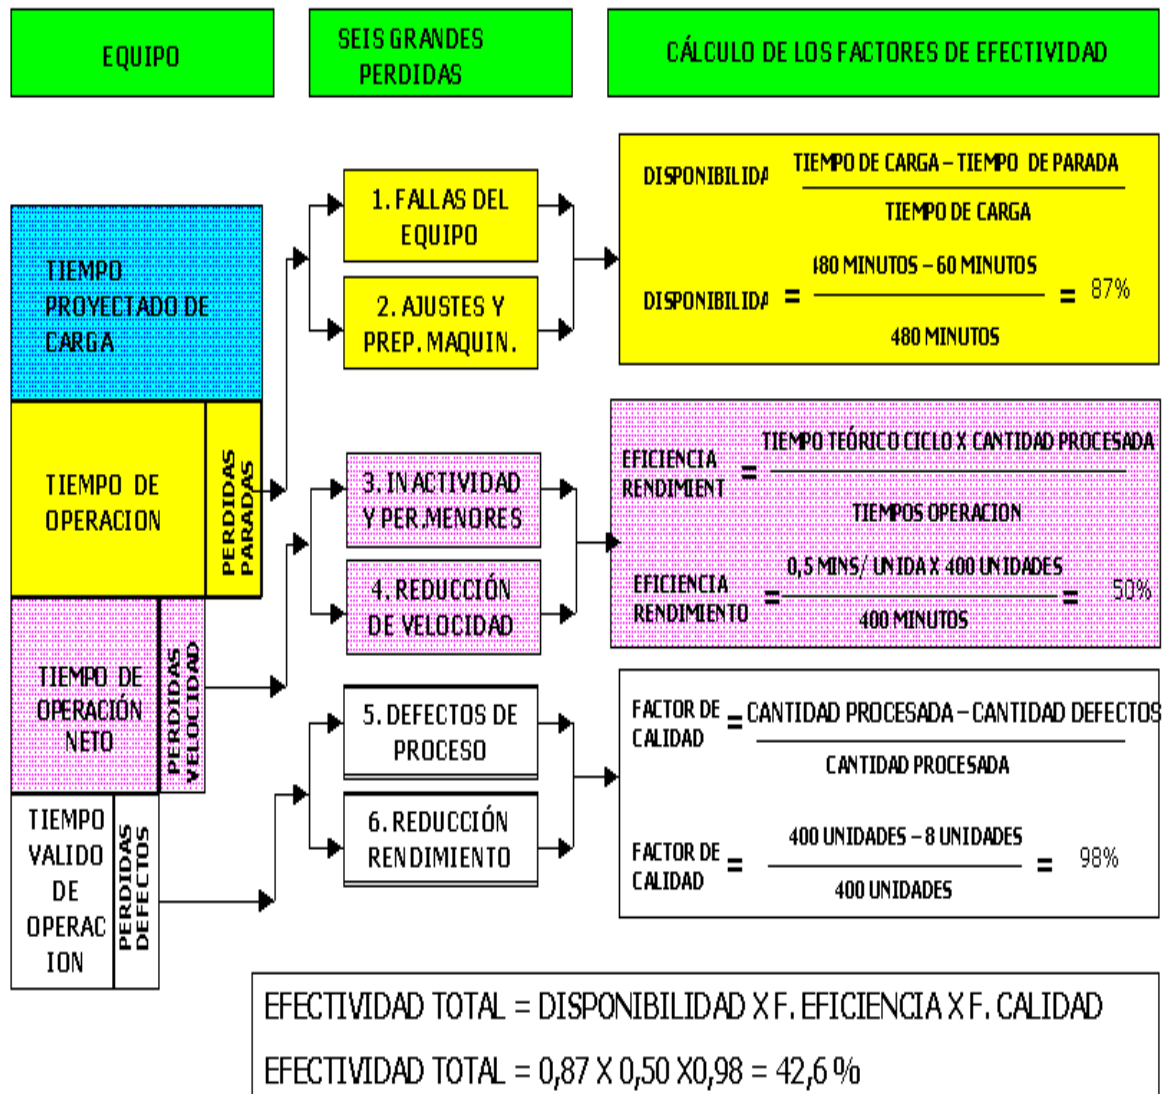 EQUIPO
SEIS GRANDES
PERDIDAS
CÁLCULO DE LOS FACTORES DE EFECTIVIDAD
TIEMPO
PROYECTADO DE
CARGA
TIEMPO DE
OPERACION
PERDIDAS
PARADAS
TIEMPO DE
OPERACIÓN
NETO
PERDIDAS
VELOCIDAD
TIEMPO
VALIDO
DE
OPERAC
ION
PERDIDAS
DEFECTOS
1. FALLAS DEL
EQUIPO
2. AJUSTES Y
PREP. MAQUIN.
3. INACTIVIDAD
Y PER.MENORES
4. REDUCCIÓN
DE VELOCIDAD
5. DEFECTOS DE
PROCESO
6. REDUCCIÓN
RENDIMIENTO
DISPONIBILIDA
TIEMPO DE CARGA – TIEMPO DE PARADA
TIEMPO DE CARGA
DISPONIBILIDA =
480 MINUTOS – 60 MINUTOS
480 MINUTOS
= 87%
EFICIENCIA
RENDIMIENT =
TIEMPO TEÓRICO CICLO X CANTIDAD PROCESADA
TIEMPOS OPERACION
EFICIENCIA
RENDIMIENTO =
0,5 MINS/ UNIDA X 400 UNIDADES
400 MINUTOS
= 50%
FACTOR DE
CALIDAD =
CANTIDAD PROCESADA – CANTIDAD DEFECTOS
CANTIDAD PROCESADA
FACTOR DE
CALIDAD =
400 UNIDADES – 8 UNIDADES
400 UNIDADES
= 98%
EFECTIVIDAD TOTAL = DISPONIBILIDAD X F. EFICIENCIA X F. CALIDAD
EFECTIVIDAD TOTAL = 0,87 X 0,50 X0,98 = 42,6 %